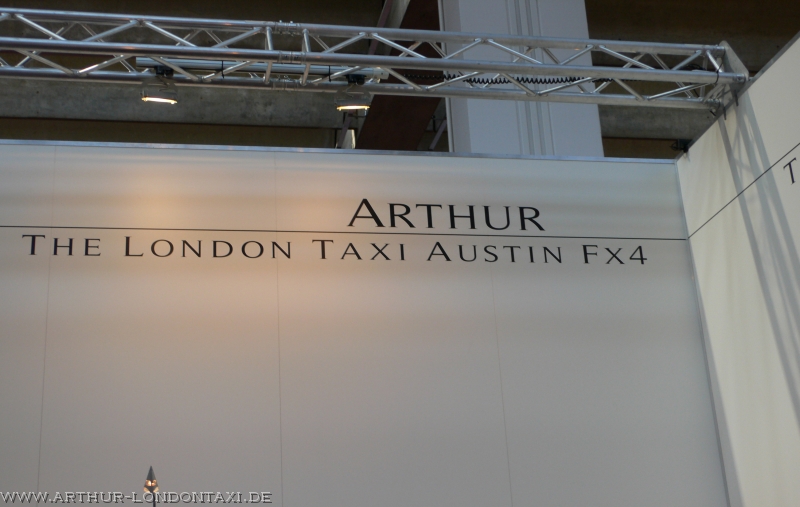 ARTHUR
THE LONDON TAXI AUSTIN FX4
T
WWW.ARTHUR-LONDONTAXI.DE